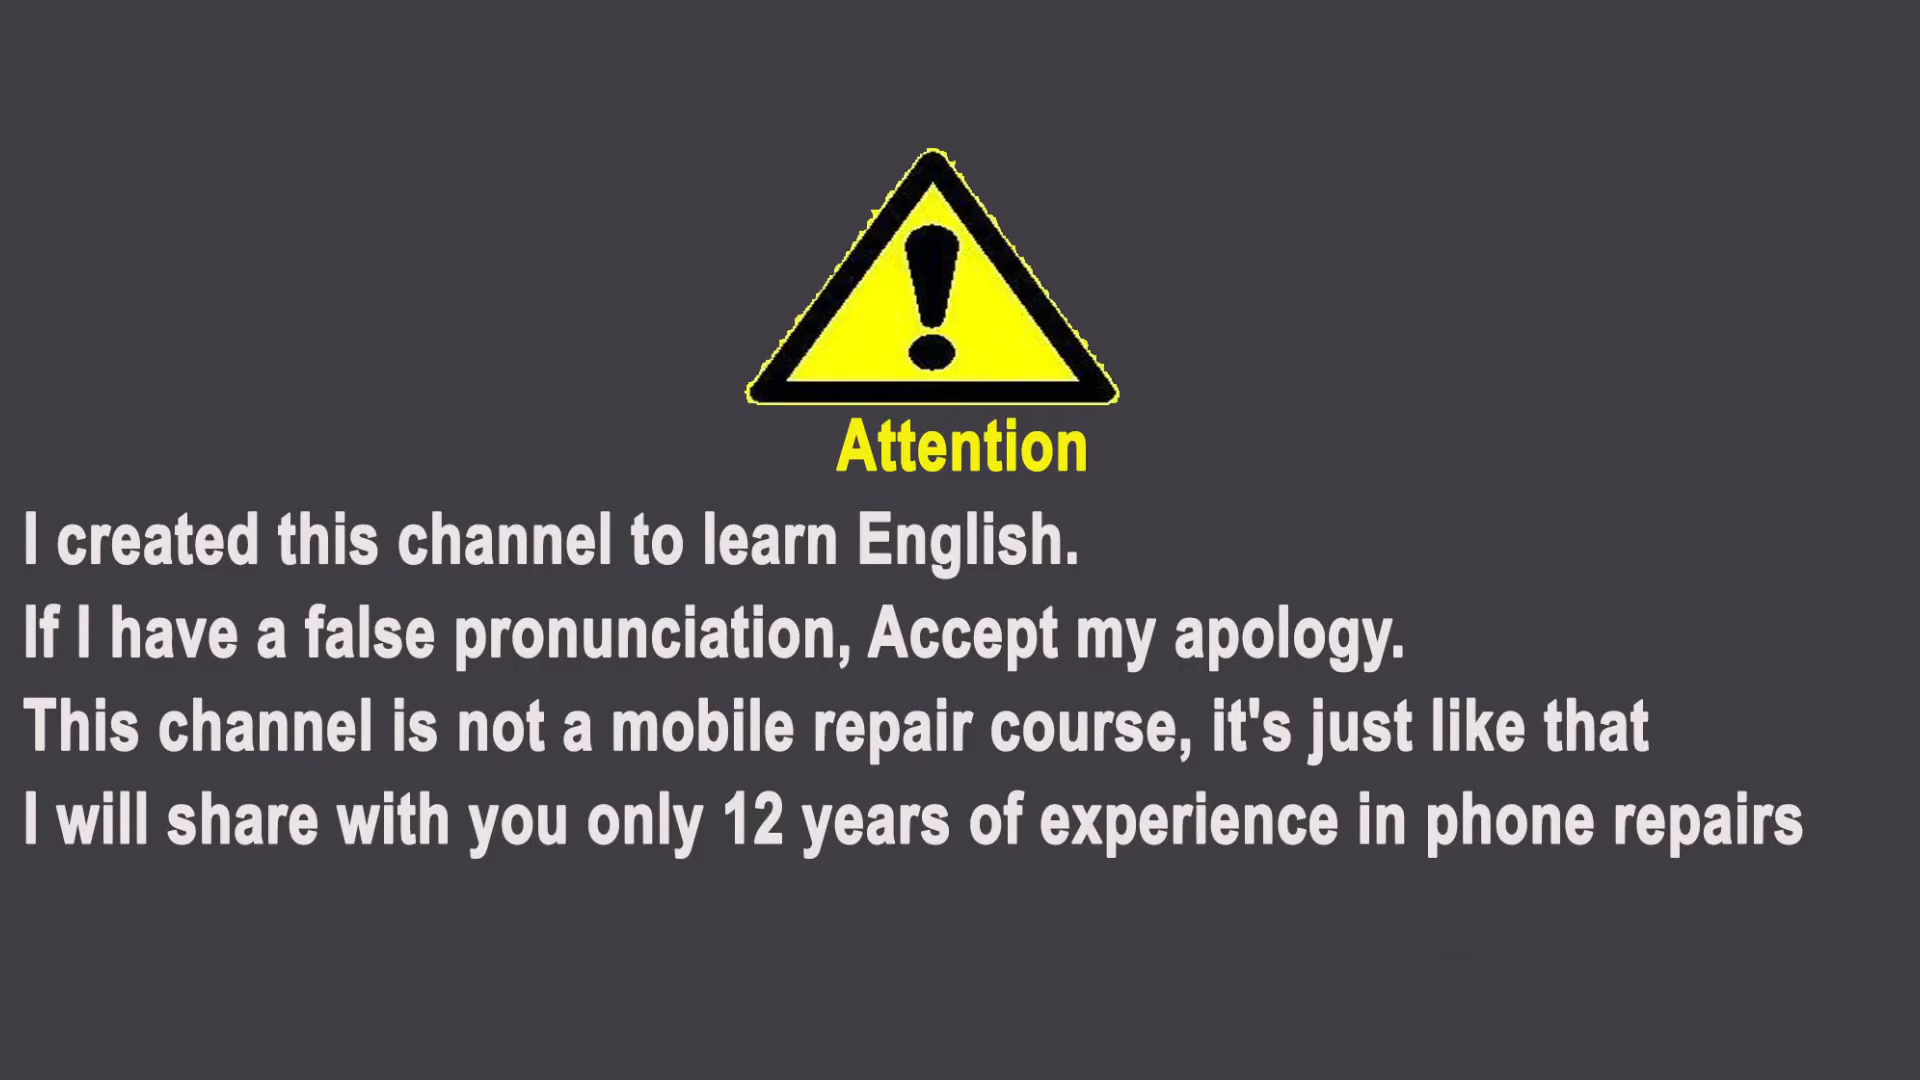 Attention
I created this channel to learn English.
If I have a false pronunciation, Accept my apology.
This channel is not a mobile repair course, it's just like that
I will share with you only 12 years of experience in phone repairs